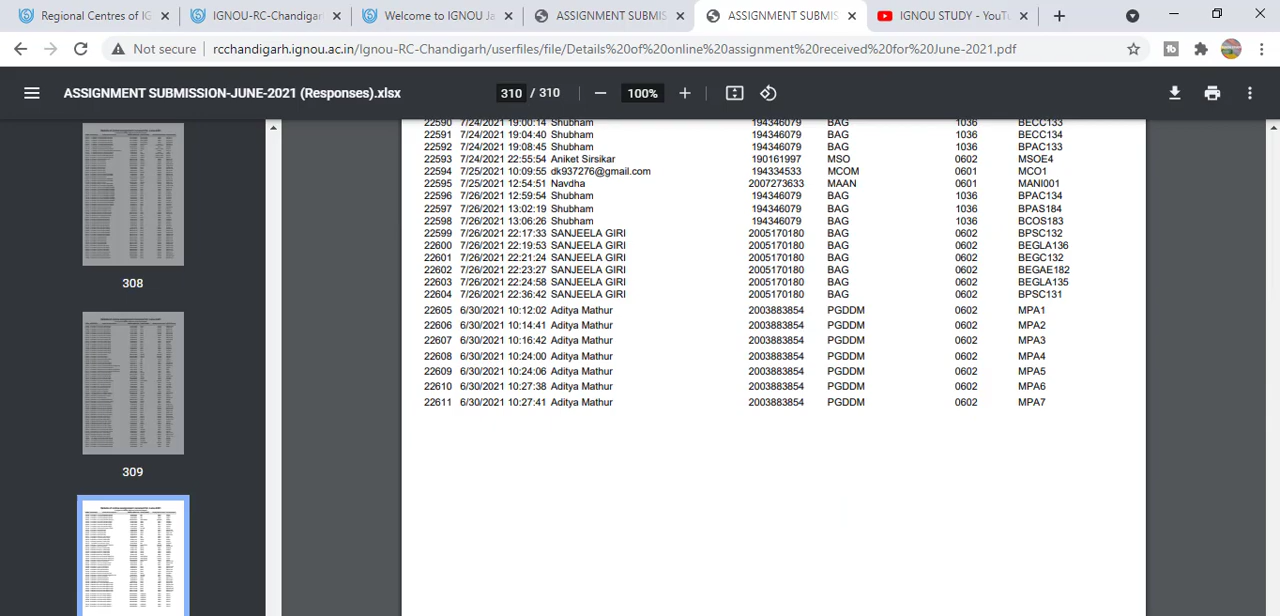 Regional Centres of IG
IGNOU-RC-Chandigar
Welcome to IGNOU Ja
ASSIGNMENT SUBMIS
ASSIGNMENT SUBMIS
IGNOU STUDY - YouTu
Not secure rcchandigarh.ignou.ac.in/Ignou-RC-Chandigarh/userfiles/file/Details%20of%20online%20assignment%20received%20for%20June-2021.pdf
ASSIGNMENT SUBMISSION-JUNE-2021 (Responses).xlsx 310 / 310 100%
22590 7/24/2021 19:00:14 Shubham 194346079 BAG 1036 BECC133
22591 7/24/2021 19:04:40 Shubham 194346079 BAG 1036 BECC134
22592 7/24/2021 19:08:45 Shubham 194346079 BAG 1036 BPAC133
22593 7/24/2021 23:55:54 Aniket Sirsikar 190161997 MSO 0602 MSOE4
22594 7/25/2021 10:09:56 dk937276@gmail.com 194334533 MCOM 0601 MCO1
22595 7/25/2021 12:54:51 Navdha 2007273633 MAAN 0601 MANI001
22596 7/26/2021 12:59:54 Shubham 194346079 BAG 1036 BPAC134
22597 7/26/2021 13:02:19 Shubham 194346079 BAG 1036 BPAS184
22598 7/26/2021 13:06:26 Shubham 194346079 BAG 1036 BCOS183
22599 7/26/2021 22:17:33 SANJEELA GIRI 2005170180 BAG 0602 BPSC132
22600 7/26/2021 22:19:53 SANJEELA GIRI 2005170180 BAG 0602 BEGLA136
22601 7/26/2021 22:21:24 SANJEELA GIRI 2005170180 BAG 0602 BEGC132
22602 7/26/2021 22:23:27 SANJEELA GIRI 2005170180 BAG 0602 BEGAE182
22603 7/26/2021 22:24:58 SANJEELA GIRI 2005170180 BAG 0602 BEGLA135
22604 7/26/2021 22:36:42 SANJEELA GIRI 2005170180 BAG 0602 BPSC131
22605 6/30/2021 10:12:02 Aditya Mathur 2003883854 PGDDM 0602 MPA1
22606 6/30/2021 10:14:41 Aditya Mathur 2003883854 PGDDM 0602 MPA2
22607 6/30/2021 10:16:32 Aditya Mathur 2003883854 PGDDM 0602 MPA3
22608 6/30/2021 10:24:00 Aditya Mathur 2003883854 PGDDM 0602 MPA4
22609 6/30/2021 10:24:06 Aditya Mathur 2003883854 PGDDM 0602 MPA5
22610 6/30/2021 10:27:38 Aditya Mathur 2003883854 PGDDM 0602 MPA6
22611 6/30/2021 10:27:41 Aditya Mathur 2003883854 PGDDM 0602 MPA7
308
309